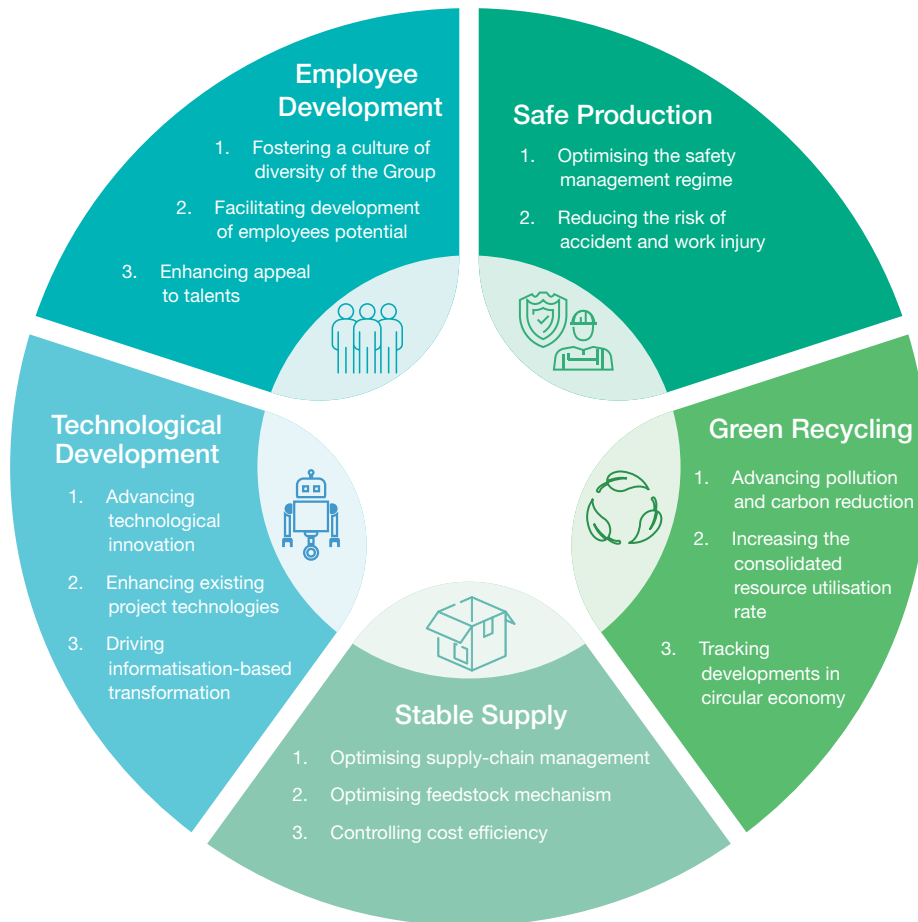 Employee
Development
1. Fostering a culture of
diversity of the Group
2. Facilitating development
of employees potential
3. Enhancing appeal
to talents
Safe Production
1. Optimising the safety
management regime
2. Reducing the risk of
accident and work injury
Green Recycling
1. Advancing pollution
and carbon reduction
2. Increasing the
consolidated
resource utilisation
rate
3. Tracking
developments in
circular economy
Stable Supply
1. Optimising supply-chain management
2. Optimising feedstock mechanism
3. Controlling cost efficiency
Technological
Development
1. Advancing
technological
innovation
2. Enhancing existing
project technologies
3. Driving
informatisation-based
transformation